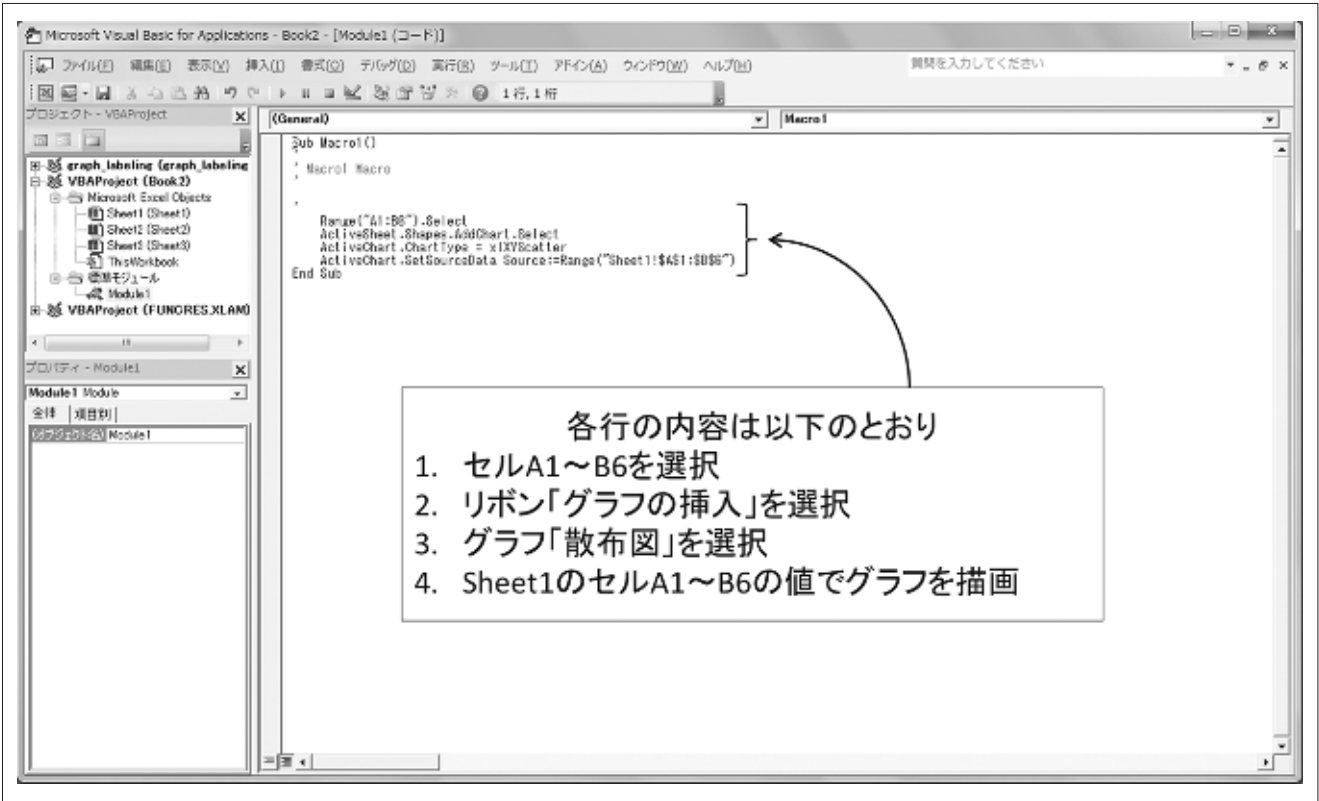 Microsoft Visual Basic for Applications - Book2 - [Module1 (コード)]
ファイル(F) 編集(E) 表示(V) 挿入(I) 書式(O) デバッグ(D) 実行(R) ツール(T) アドイン(A) ウィンドウ(W) ヘルプ(H)
質問を入力してください
1 行, 1 桁
プロジェクト - VBAProject
(General)
Macro1
graph_labeling (graph_labeling
VBAProject (Book2)
Microsoft Excel Objects
Sheet1 (Sheet1)
Sheet2 (Sheet2)
Sheet3 (Sheet3)
ThisWorkbook
標準モジュール
Module1
VBAProject (FUNCRES.XLAM)
プロパティ - Module1
Module1 Module
全体 項目別
(オブジェクト名) Module1
Sub Macro1()
'
' Macro1 Macro
'
'
Range("A1:B6").Select
ActiveSheet.Shapes.AddChart.Select
ActiveChart.ChartType = xlXYScatter
ActiveChart.SetSourceData Source:=Range("Sheet1!$A$1:$B$6")
End Sub
各行の内容は以下のとおり
1. セルA1～B6を選択
2. リボン「グラフの挿入」を選択
3. グラフ「散布図」を選択
4. Sheet1のセルA1～B6の値でグラフを描画